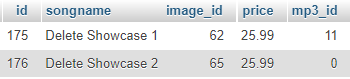 id songname image_id price mp3_id
175 Delete Showcase 1 62 25.99 11
176 Delete Showcase 2 65 25.99 0